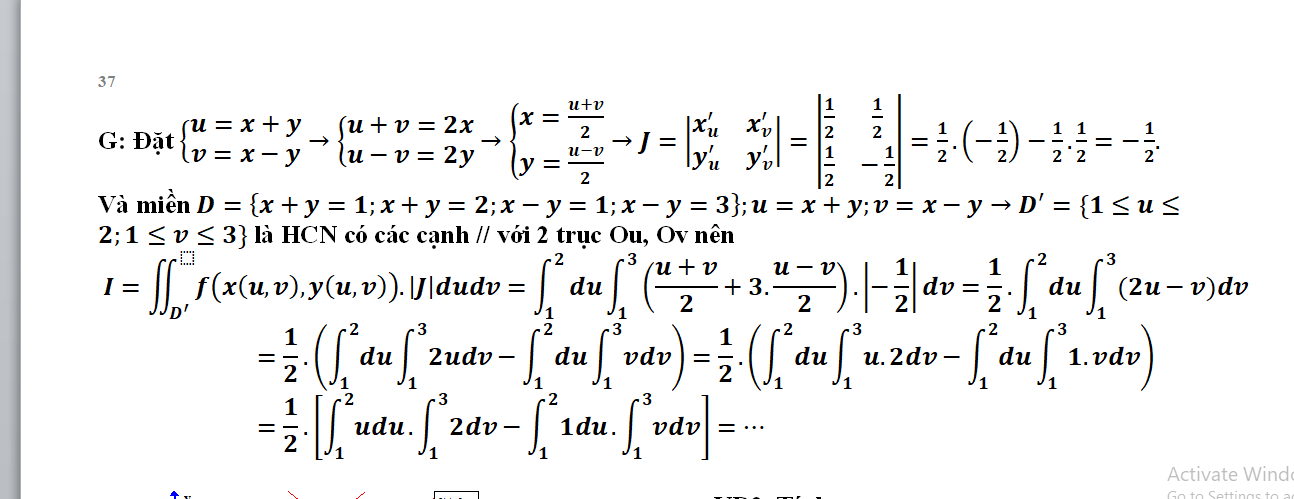 37
G: Đặt {u = x + y; v = x − y → {u + v = 2x; u − v = 2y → {x = (u+v)/2; y = (u−v)/2 → J = |x′ᵤ x′ᵥ; y′ᵤ y′ᵥ| = |1/2 1/2; 1/2 −1/2| = 1/2.(−1/2) − 1/2.1/2 = −1/2.
Và miền D = {x + y = 1; x + y = 2; x − y = 1; x − y = 3}; u = x + y; v = x − y → D′ = {1 ≤ u ≤
2; 1 ≤ v ≤ 3} là HCN có các cạnh // với 2 trục Ou, Ov nên
I = ∬_D′ f(x(u,v),y(u,v)).|J|dudv = ∫₁² du ∫₁³ ((u + v)/2 + 3.(u − v)/2).|−1/2| dv = 1/2.∫₁² du ∫₁³ (2u − v)dv
= 1/2.(∫₁² du ∫₁³ 2udv − ∫₁² du ∫₁³ vdv) = 1/2.(∫₁² du ∫₁³ u.2dv − ∫₁² du ∫₁³ 1.vdv)
= 1/2.[∫₁² udu.∫₁³ 2dv − ∫₁² 1du.∫₁³ vdv] = ⋯
Activate Wind
Go to Settings to a